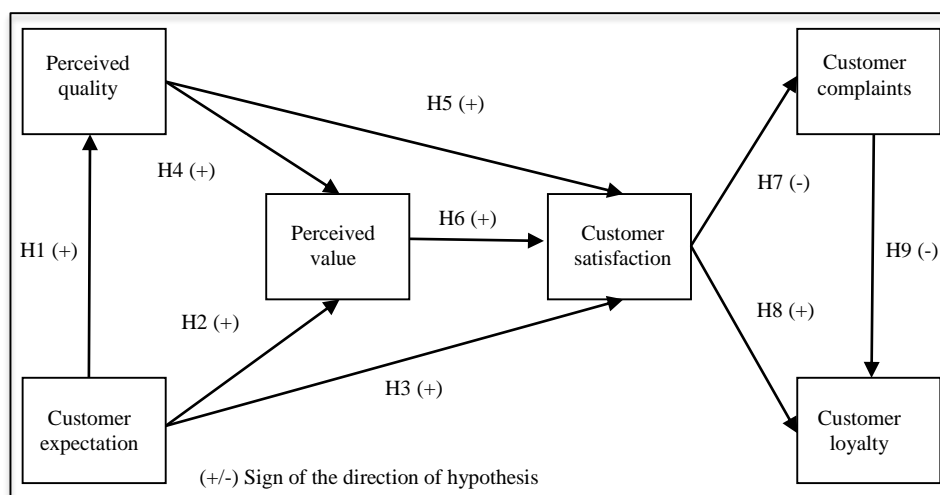 Perceived
quality
Customer
complaints
H5 (+)
H4 (+)
H7 (-)
Perceived
value
H6 (+)
Customer
satisfaction
H1 (+)
H9 (-)
H2 (+)
H8 (+)
H3 (+)
Customer
expectation
Customer
loyalty
(+/-) Sign of the direction of hypothesis